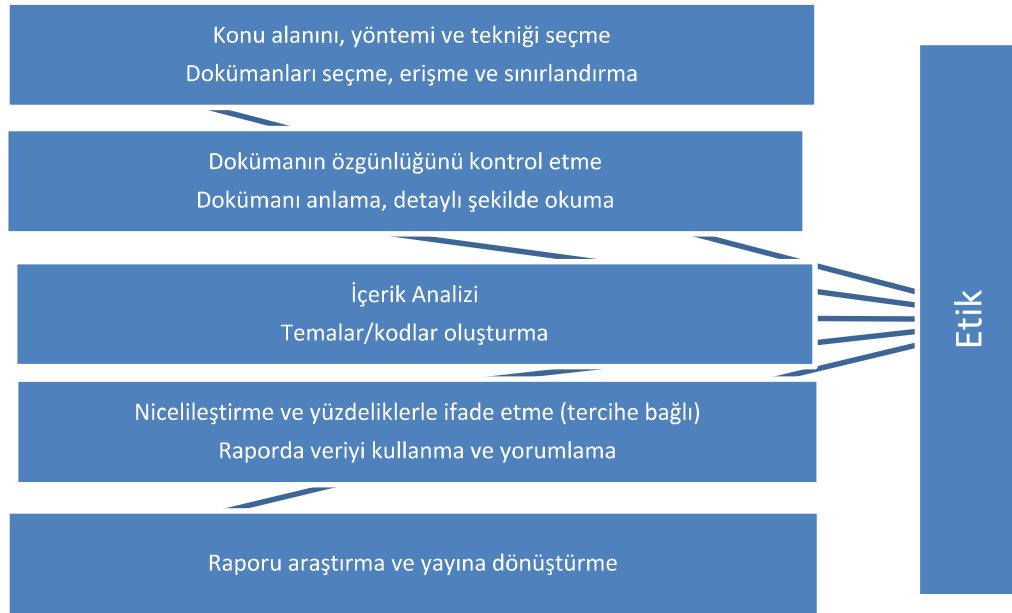 Konu alanını, yöntemi ve tekniği seçme
Dokümanları seçme, erişme ve sınırlandırma
Dokümanın özgünlüğünü kontrol etme
Dokümanı anlama, detaylı şekilde okuma
İçerik Analizi
Temalar/kodlar oluşturma
Nicelileştirme ve yüzdeliklerle ifade etme (tercihe bağlı)
Raporda veriyi kullanma ve yorumlama
Raporu araştırma ve yayına dönüştürme
Etik